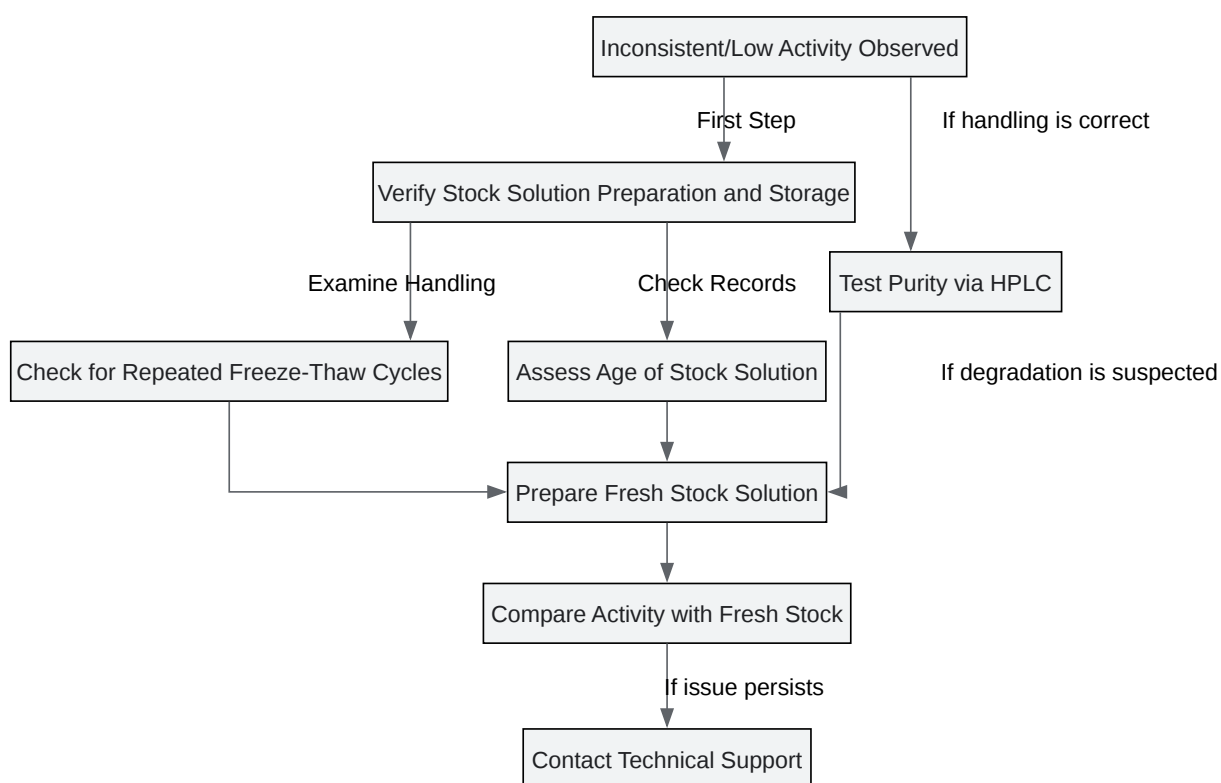 Inconsistent/Low Activity Observed
First Step
If handling is correct
Verify Stock Solution Preparation and Storage
Examine Handling
Check Records
Test Purity via HPLC
Check for Repeated Freeze-Thaw Cycles
Assess Age of Stock Solution
If degradation is suspected
Prepare Fresh Stock Solution
Compare Activity with Fresh Stock
If issue persists
Contact Technical Support